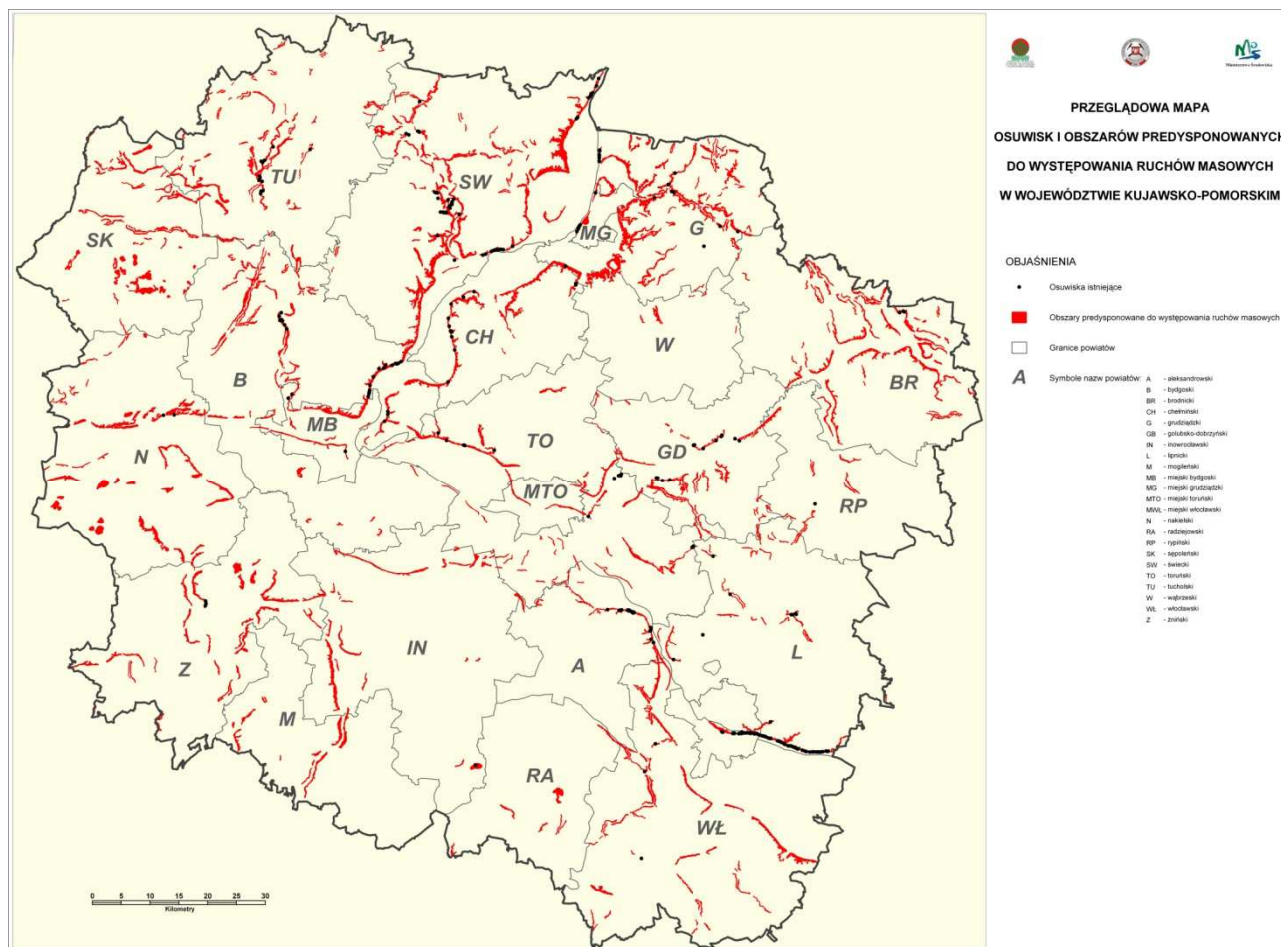 PRZEGLĄDOWA MAPA
OSUWISK I OBSZARÓW PREDYSPONOWANYCH
DO WYSTĘPOWANIA RUCHÓW MASOWYCH
W WOJEWÓDZTWIE KUJAWSKO-POMORSKIM
Ministerstwo Środowiska
OBJAŚNIENIA
Osuwiska istniejące
Obszary predysponowane do występowania ruchów masowych
Granice powiatów
A Symbole nazw powiatów:
A - aleksandrowski
B - bydgoski
BR - brodnicki
CH - chełmiński
G - grudziądzki
GB - golubsko-dobrzyński
IN - inowrocławski
L - lipnicki
M - mogileński
MB - miejski bydgoski
MG - miejski grudziądzki
MTO - miejski toruński
MWŁ - miejski włocławski
N - nakielski
RA - radziejowski
RP - rypiński
SK - sępoleński
SW - świecki
TO - toruński
TU - tucholski
W - wąbrzeski
WŁ - włocławski
Z - żniński
TU
SW
SK
MG
G
CH
W
B
BR
MB
TO
N
GD
MTO
RP
IN
A
L
Z
M
RA
WŁ
0 5 10 15 20 25 30
Kilometry